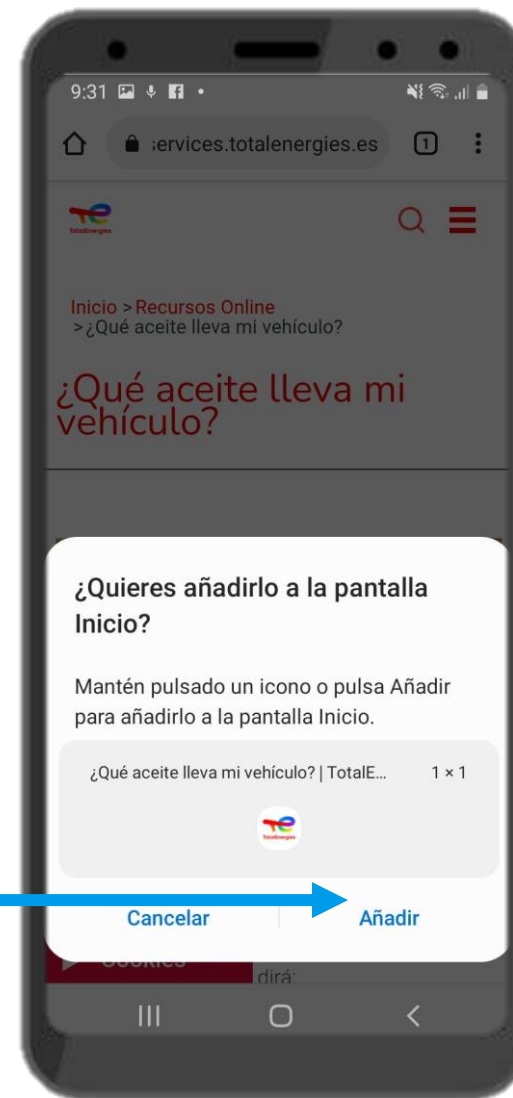 9:31
services.totalenergies.es
1
TotalEnergies
Inicio > Recursos Online
> ¿Qué aceite lleva mi vehículo?
¿Qué aceite lleva mi
vehículo?
¿Quieres añadirlo a la pantalla
Inicio?
Mantén pulsado un icono o pulsa Añadir
para añadirlo a la pantalla Inicio.
¿Qué aceite lleva mi vehículo? | TotalE... 1 × 1
TotalEnergies
Cancelar Añadir
Cookies
dirá: